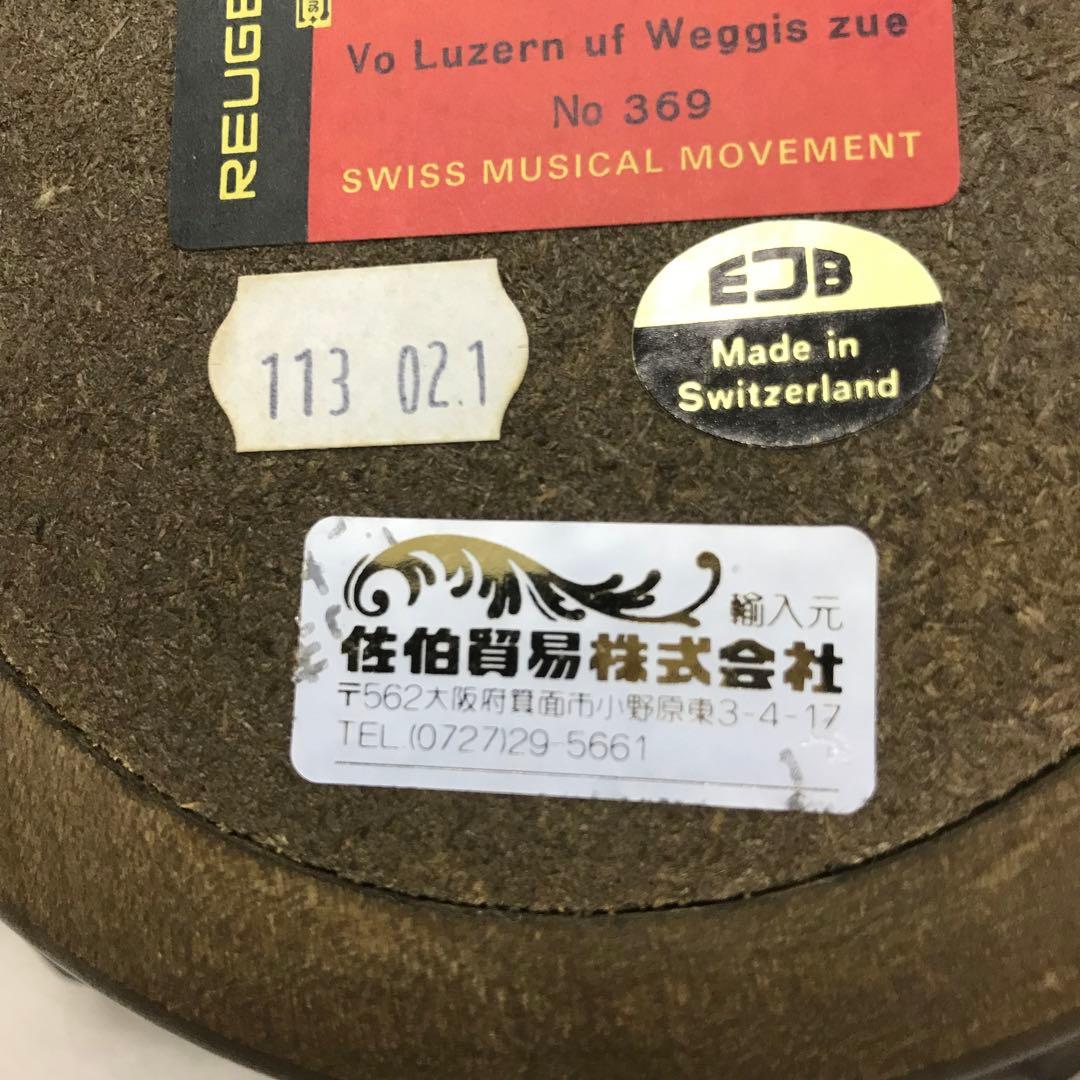 REUGE
Vo Luzern uf Weggis zue
No 369
SWISS MUSICAL MOVEMENT
113 02.1
EJB
Made in
Switzerland
輸入元
佐伯貿易株式会社
〒562大阪府箕面市小野原東3-4-17
TEL.(0727)29-5661